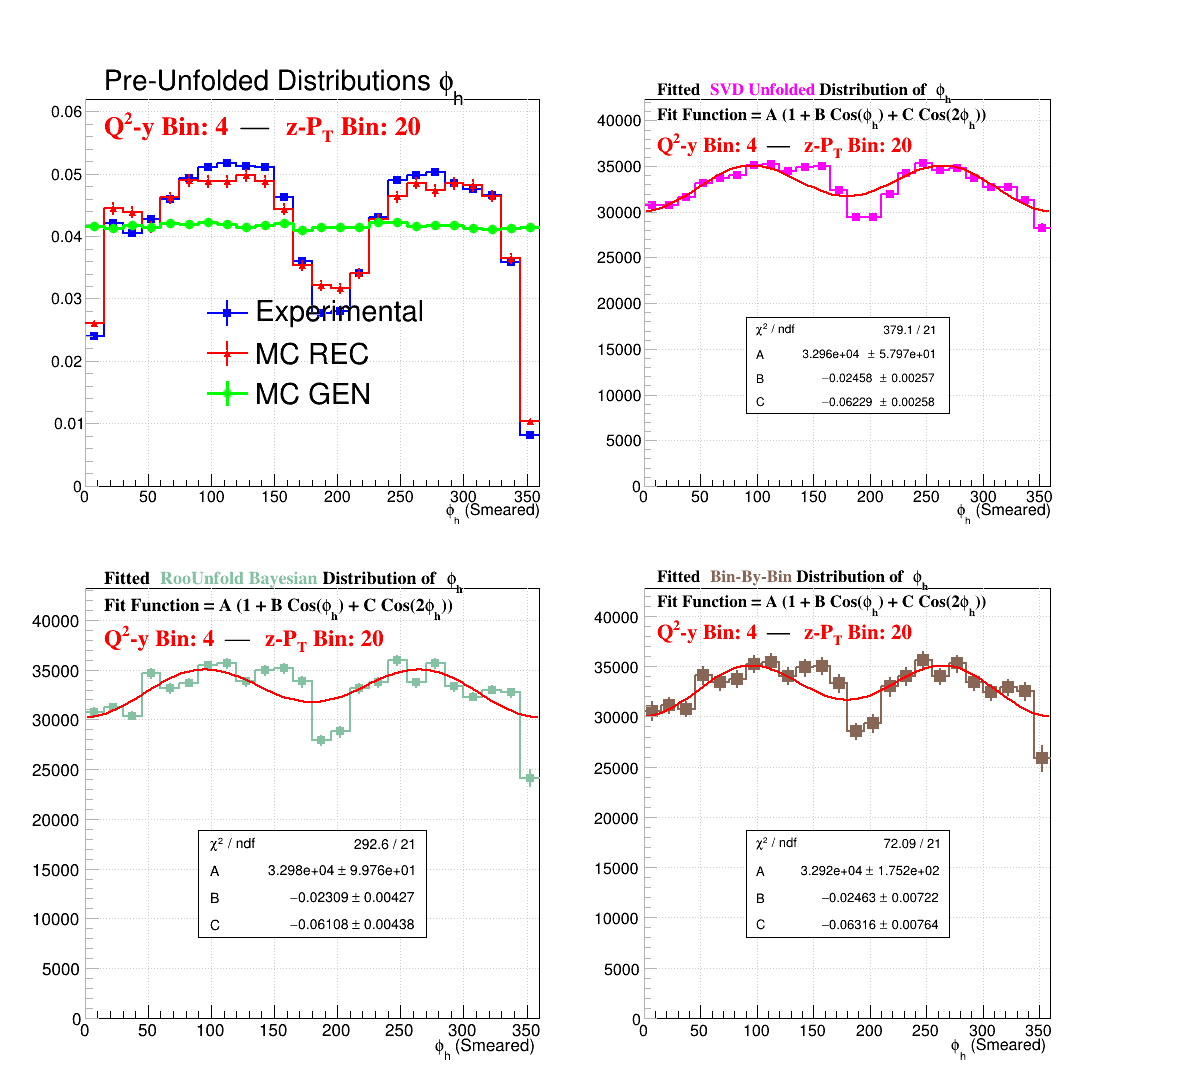 Pre-Unfolded Distributions ϕh
Q2-y Bin: 4 — z-PT Bin: 20
0.06
0.05
0.04
0.03
0.02
0.01
0
Experimental
MC REC
MC GEN
0 50 100 150 200 250 300 350
ϕh (Smeared)
Fitted SVD Unfolded Distribution of ϕh
Fit Function = A (1 + B Cos(ϕh) + C Cos(2ϕh))
Q2-y Bin: 4 — z-PT Bin: 20
40000
35000
30000
25000
20000
15000
10000
5000
0
χ2 / ndf 379.1 / 21
A 3.296e+04 ± 5.797e+01
B −0.02458 ± 0.00257
C −0.06229 ± 0.00258
0 50 100 150 200 250 300 350
ϕh (Smeared)
Fitted RooUnfold Bayesian Distribution of ϕh
Fit Function = A (1 + B Cos(ϕh) + C Cos(2ϕh))
Q2-y Bin: 4 — z-PT Bin: 20
40000
35000
30000
25000
20000
15000
10000
5000
0
χ2 / ndf 292.6 / 21
A 3.298e+04 ± 9.976e+01
B −0.02309 ± 0.00427
C −0.06108 ± 0.00438
0 50 100 150 200 250 300 350
ϕh (Smeared)
Fitted Bin-By-Bin Distribution of ϕh
Fit Function = A (1 + B Cos(ϕh) + C Cos(2ϕh))
Q2-y Bin: 4 — z-PT Bin: 20
40000
35000
30000
25000
20000
15000
10000
5000
0
χ2 / ndf 72.09 / 21
A 3.292e+04 ± 1.752e+02
B −0.02463 ± 0.00722
C −0.06316 ± 0.00764
0 50 100 150 200 250 300 350
ϕh (Smeared)